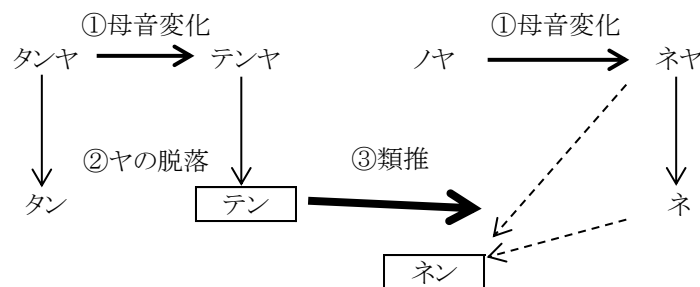 ①母音変化 ①母音変化
タンヤ テンヤ ノヤ ネヤ
②ヤの脱落 ③類推
タン テン ネ
ネン